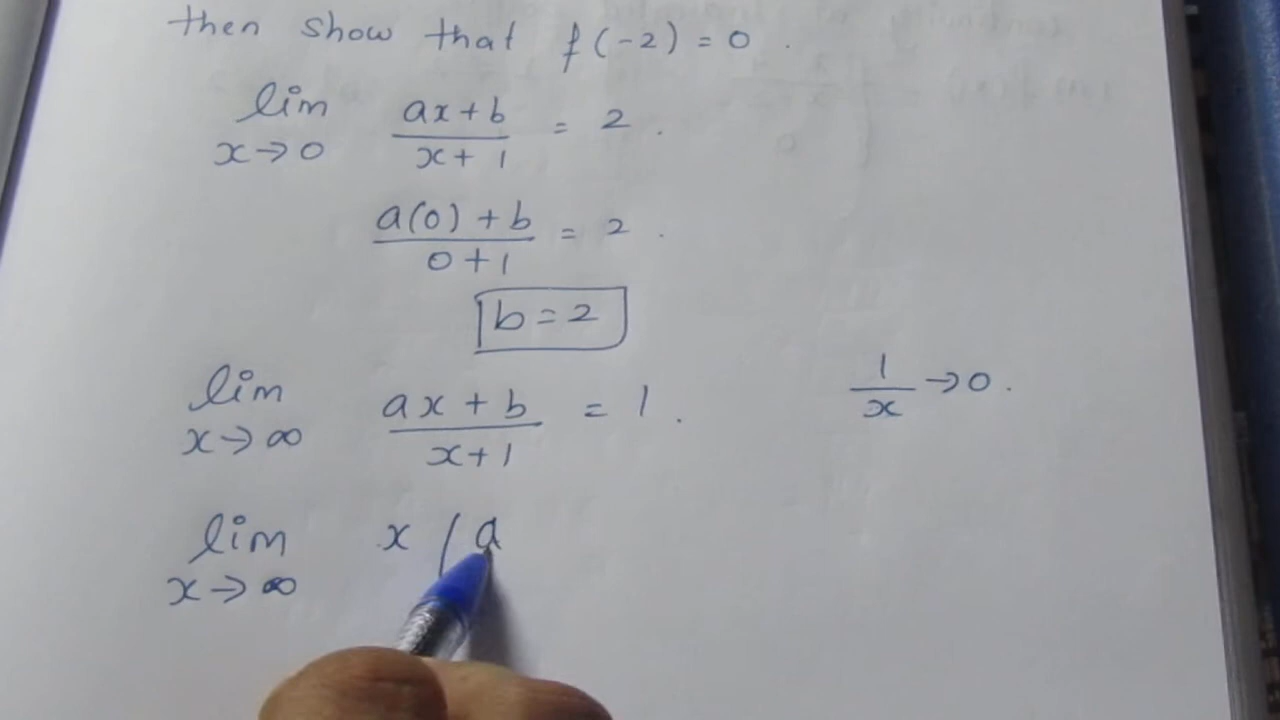 then show that f(-2) = 0 .
lim x→0 (ax+b)/(x+1) = 2 .
(a(0)+b)/(0+1) = 2 .
b = 2
lim x→∞ (ax+b)/(x+1) = 1 .
1/x → 0 .
lim x→∞ x (a